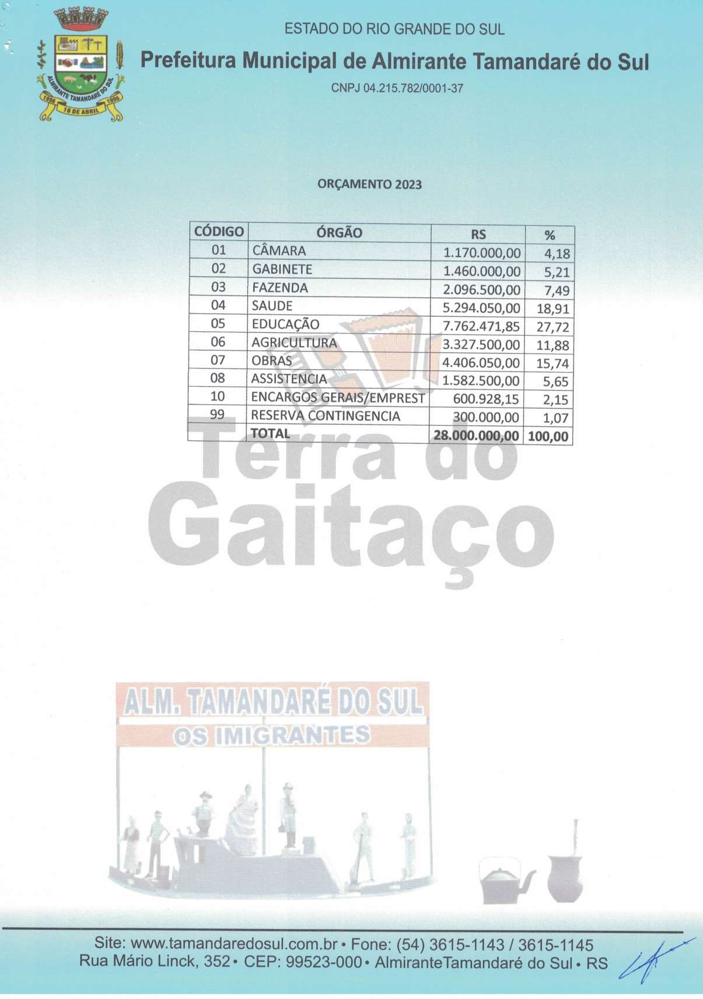 ESTADO DO RIO GRANDE DO SUL
Prefeitura Municipal de Almirante Tamandaré do Sul
CNPJ 04.215.782/0001-37
ALMIRANTE TAMANDARÉ DO SUL
1996 16 DE ABRIL 1996
ORÇAMENTO 2023
CÓDIGO ÓRGÃO RS %
01 CÂMARA 1.170.000,00 4,18
02 GABINETE 1.460.000,00 5,21
03 FAZENDA 2.096.500,00 7,49
04 SAUDE 5.294.050,00 18,91
05 EDUCAÇÃO 7.762.471,85 27,72
06 AGRICULTURA 3.327.500,00 11,88
07 OBRAS 4.406.050,00 15,74
08 ASSISTENCIA 1.582.500,00 5,65
10 ENCARGOS GERAIS/EMPREST 600.928,15 2,15
99 RESERVA CONTINGENCIA 300.000,00 1,07
TOTAL 28.000.000,00 100,00
Terra do
Gaitaço
ALM. TAMANDARÉ DO SUL
OS IMIGRANTES
Site: www.tamandaredosul.com.br • Fone: (54) 3615-1143 / 3615-1145
Rua Mário Linck, 352 • CEP: 99523-000 • AlmiranteTamandaré do Sul • RS